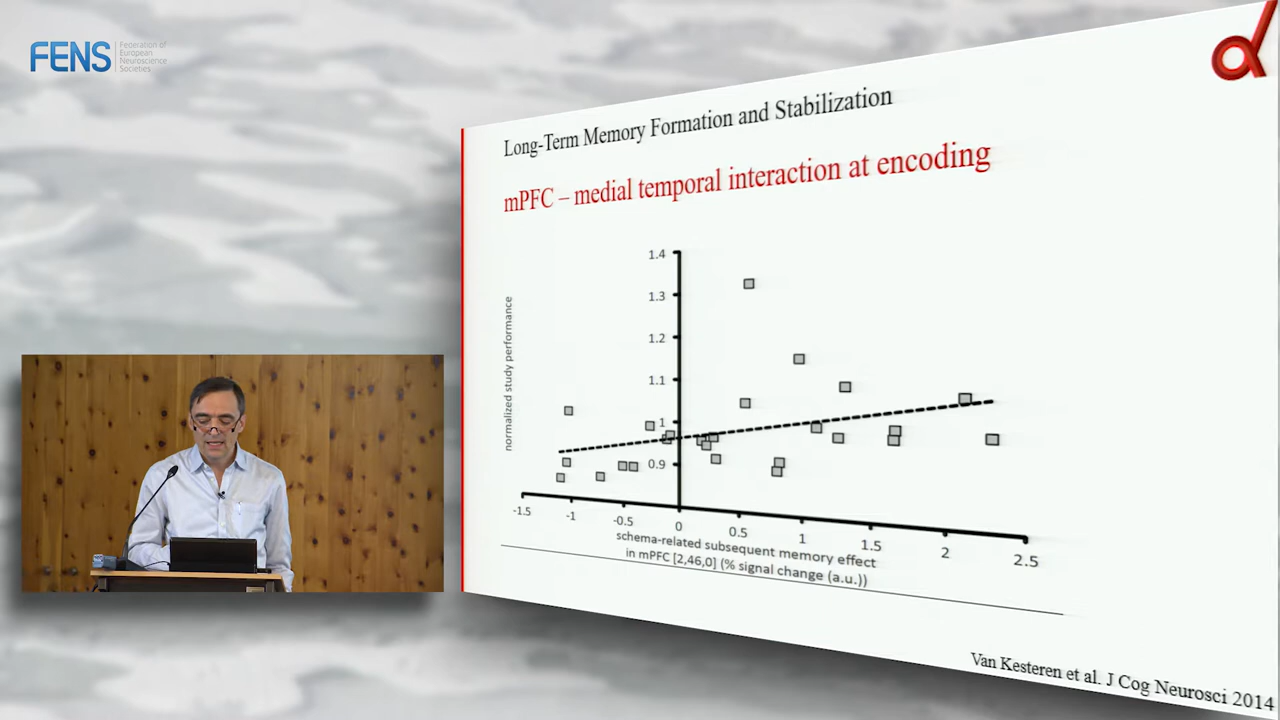 FENS
Federation of
European
Neuroscience
Societies
Long-Term Memory Formation and Stabilization
mPFC – medial temporal interaction at encoding
normalized study performance
1.4
1.3
1.2
1.1
1
0.9
-1.5 -1 -0.5 0 0.5 1 1.5 2 2.5
schema-related subsequent memory effect
in mPFC [2,46,0] (% signal change (a.u.))
Van Kesteren et al. J Cog Neurosci 2014